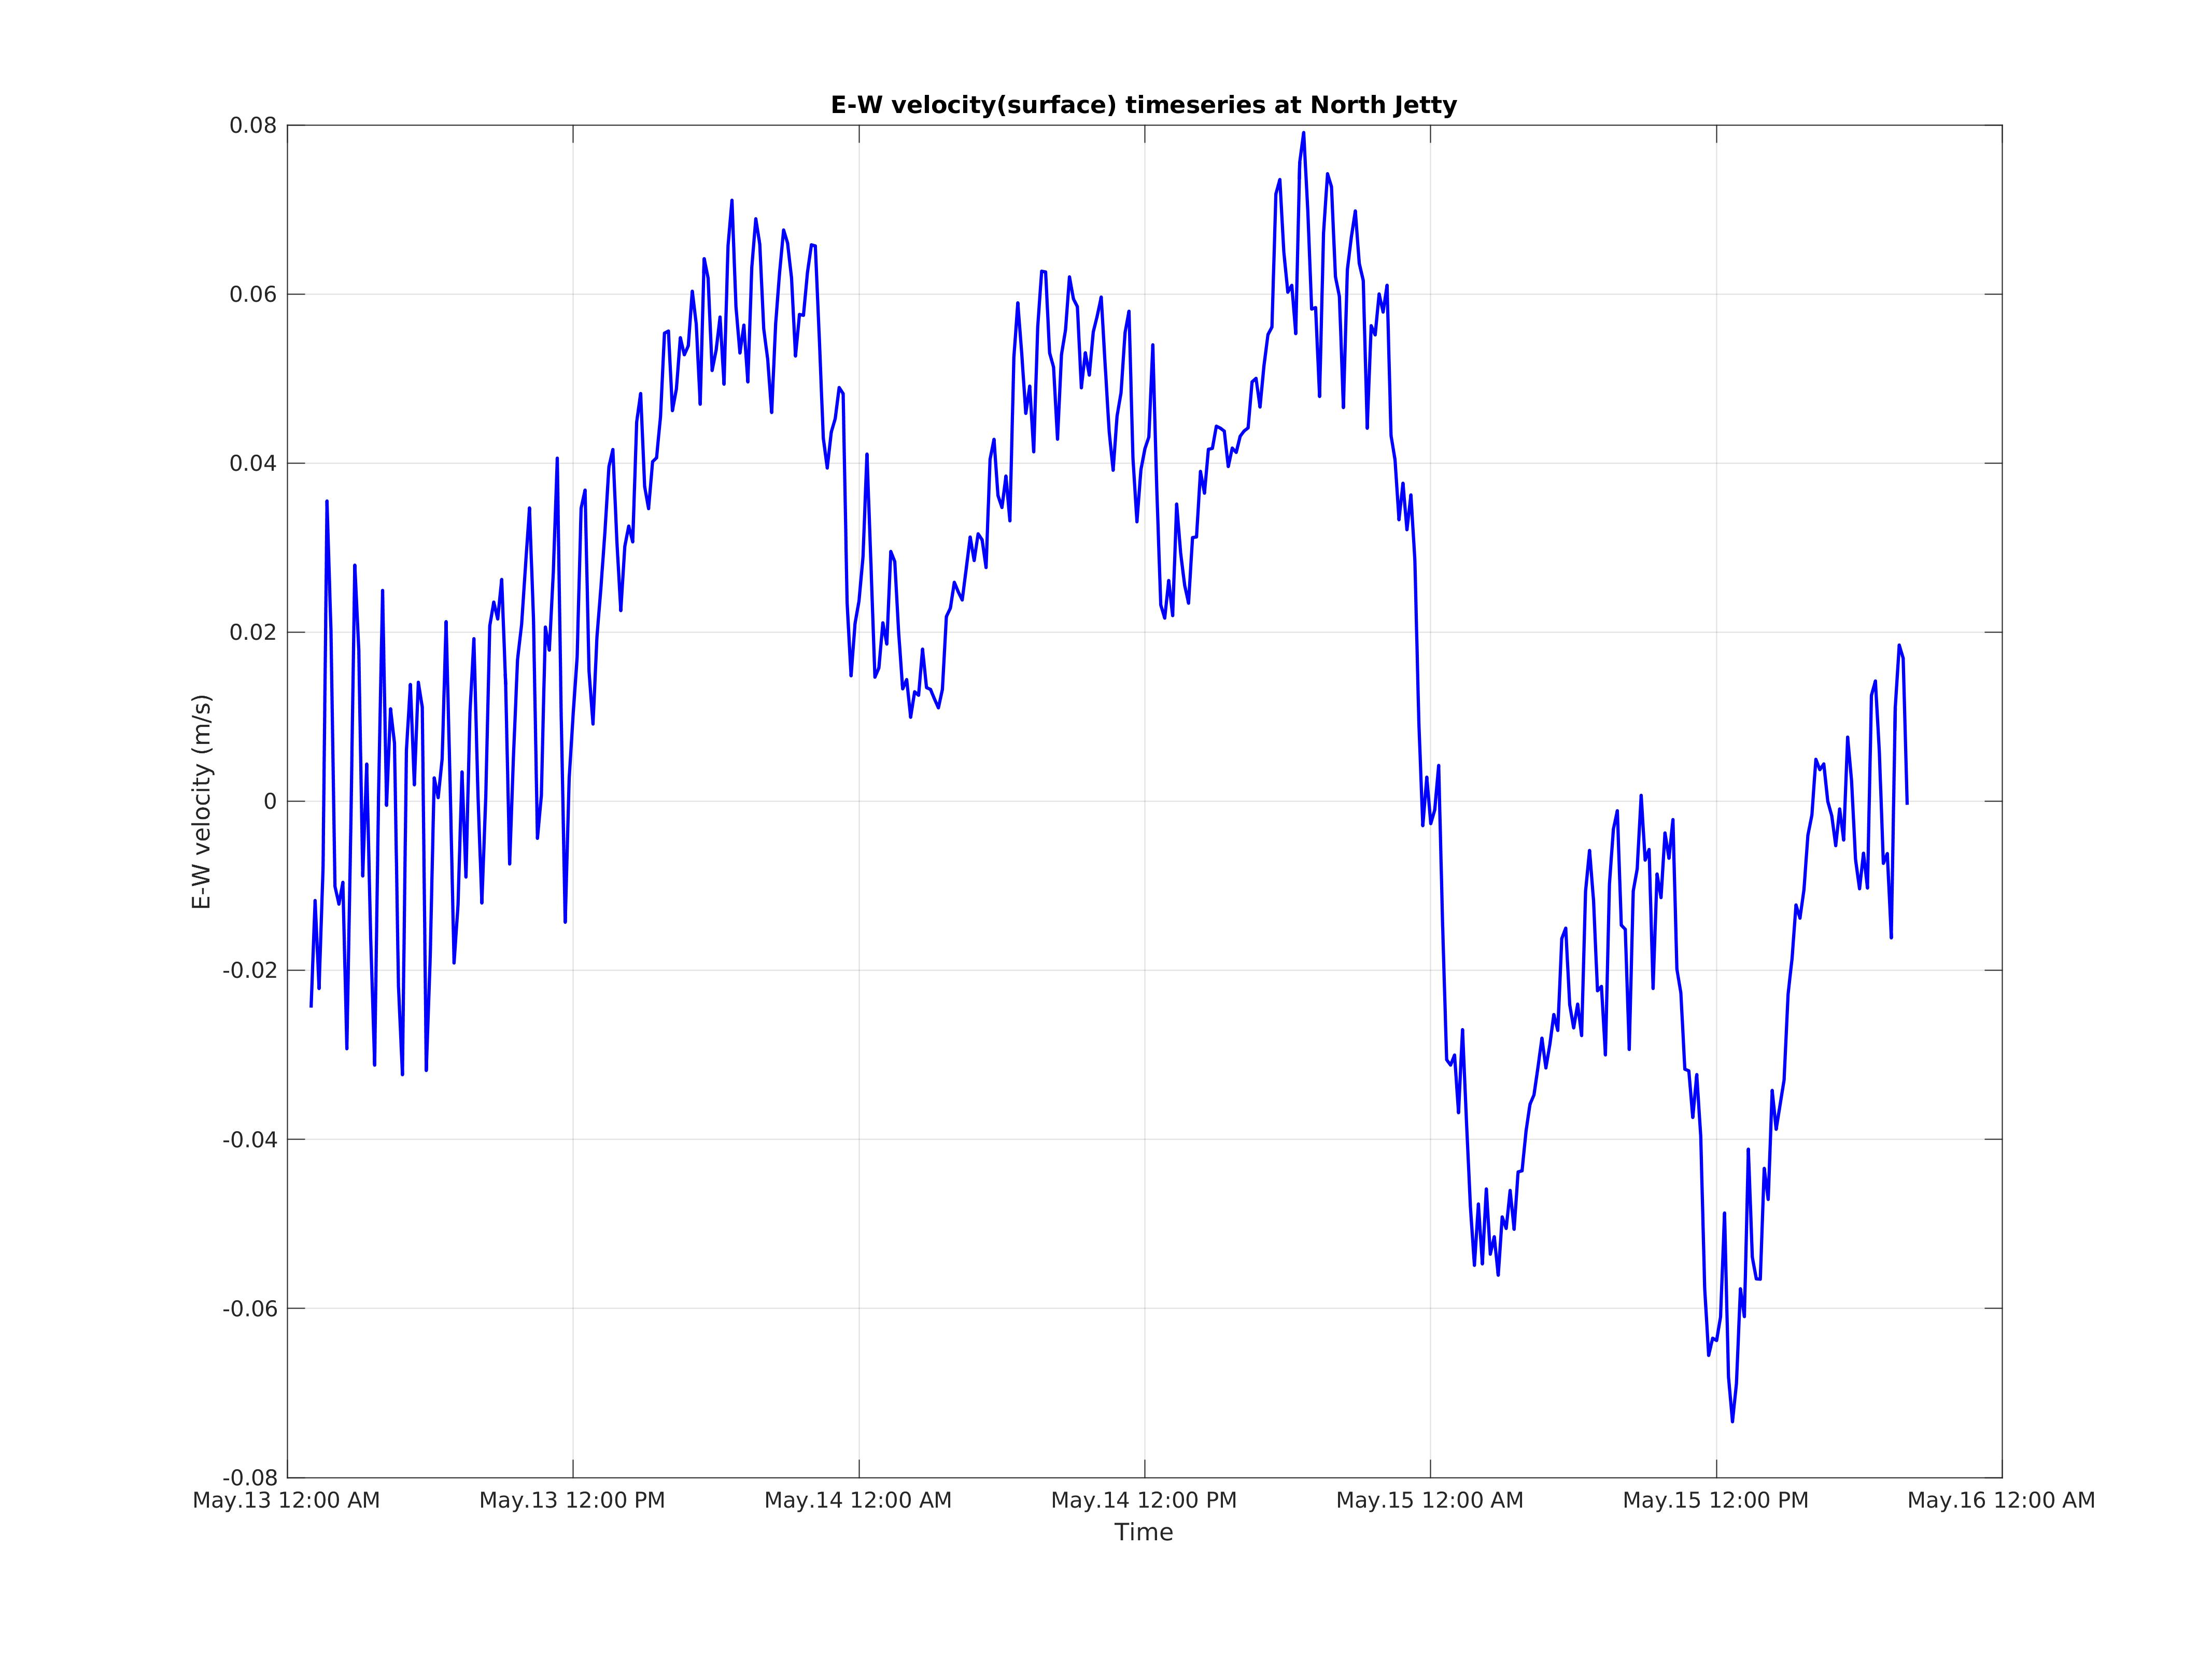 E-W velocity(surface) timeseries at North Jetty
0.08
0.06
0.04
0.02
0
-0.02
-0.04
-0.06
-0.08
E-W velocity (m/s)
May.13 12:00 AM May.13 12:00 PM May.14 12:00 AM May.14 12:00 PM May.15 12:00 AM May.15 12:00 PM May.16 12:00 AM
Time